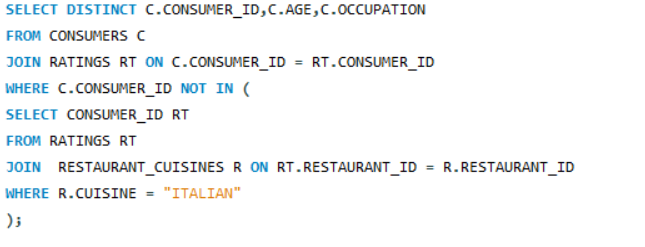 SELECT DISTINCT C.CONSUMER_ID,C.AGE,C.OCCUPATION
FROM CONSUMERS C
JOIN RATINGS RT ON C.CONSUMER_ID = RT.CONSUMER_ID
WHERE C.CONSUMER_ID NOT IN (
SELECT CONSUMER_ID RT
FROM RATINGS RT
JOIN  RESTAURANT_CUISINES R ON RT.RESTAURANT_ID = R.RESTAURANT_ID
WHERE R.CUISINE = "ITALIAN"
);